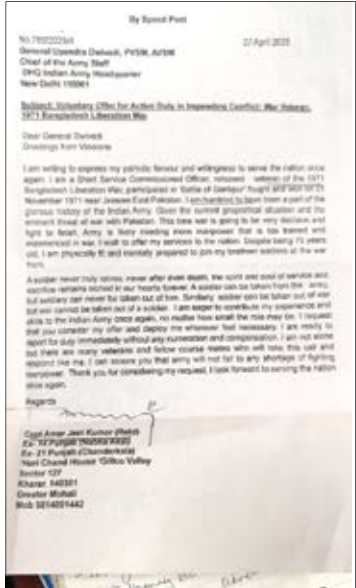 By Speed Post
27 April 2025
General Upendra Dwivedi, PVSM, AVSM
Chief of the Army Staff
DHQ Indian Army Headquarter
New Delhi 110001
Subject: Voluntary Offer for Action Duty in Impending Conflict: War Veteran, 1971 Bangladesh Liberation War
Dear General Dwivedi
Greetings from Veterans
I am writing to express my patriotic fervour and willingness to serve the nation once
again. I am a Short Service Commissioned Officer, released veteran of the 1971
Bangladesh Liberation War, participated in 'Battle of Garibpur' fought and won on 21
November 1971 near Jessore East Pakistan. I am to have been a part of the
glorious history of the Indian Army. Given the current geopolitical situation and the
imminent threat of war with Pakistan. This time war is going to be very decisive and
fight to finish. Army is likely needing more manpower that is too trained and
experienced in war. I wish to offer my services to the nation. Despite being 75 years
old, I am physically fit and mentally prepared to join my brethren soldiers at the war
front.
A soldier never truly retires, never after even death, the spirit and soul of service and
sacrifice remains etched in our hearts forever. A soldier can be taken from the army,
but soldiers can never be taken out of him. Similarly soldier can be taken out of war
but war cannot be taken out of a soldier. I am eager to contribute my experience and
skills to the Indian Army once again, no matter how small the role may be. I request
that you consider my offer and deploy me wherever feel necessary. I am ready to
report for duty immediately without any remuneration and compensation. I am not alone
but there are many veterans and fellow course mates who will take this call and
respond like me. I can assure you that army will not fall to any shortage of fighting
manpower. Thank you for considering my request. I look forward to serving the nation
once again.
Regards
Capt Amar Jeet Kumar (Retd)
Ex- 14 Punjab (Nabha Akal)
Ex- 21 Punjab (Chanderkala)
'Hari Chand House' Gillco Valley
Sector 127
Kharar, 140301
Greater Mohali
Mob 9814001442